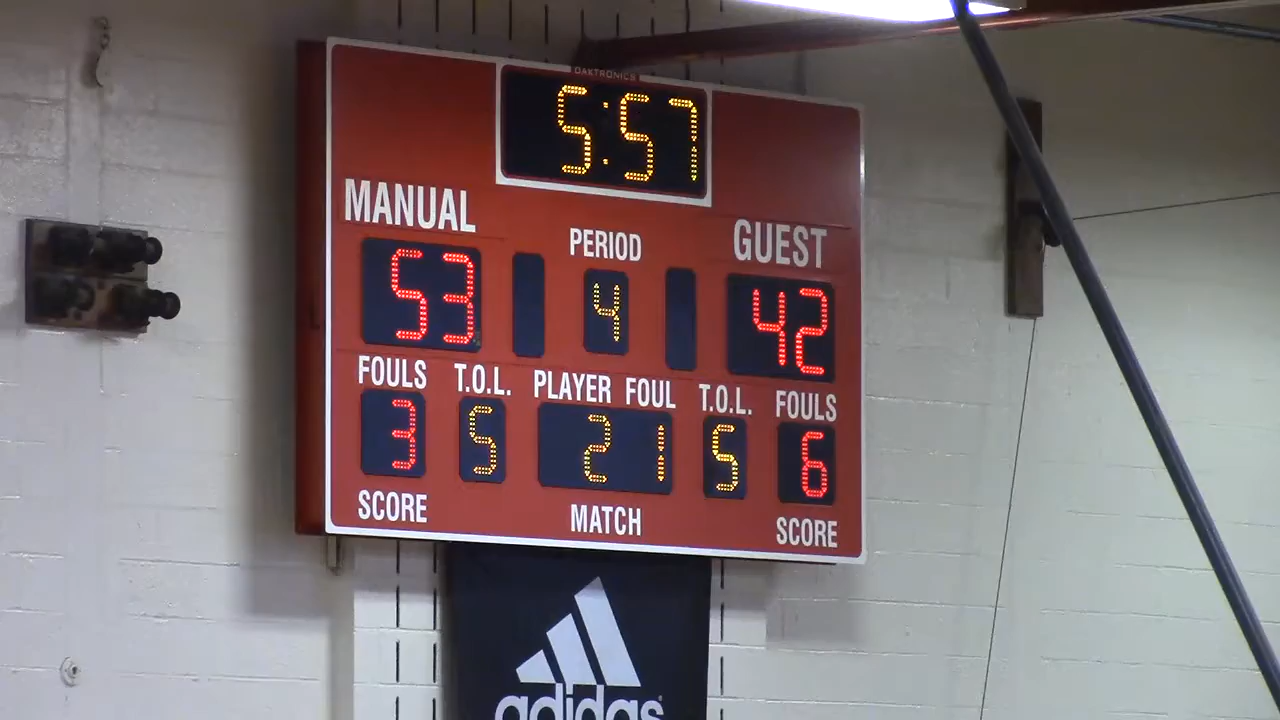 DAKTRONICS
5:57
MANUAL
PERIOD
GUEST
53
4
42
FOULS
T.O.L.
PLAYER FOUL
T.O.L.
FOULS
3
5
2 1
5
6
SCORE
MATCH
SCORE
adidas